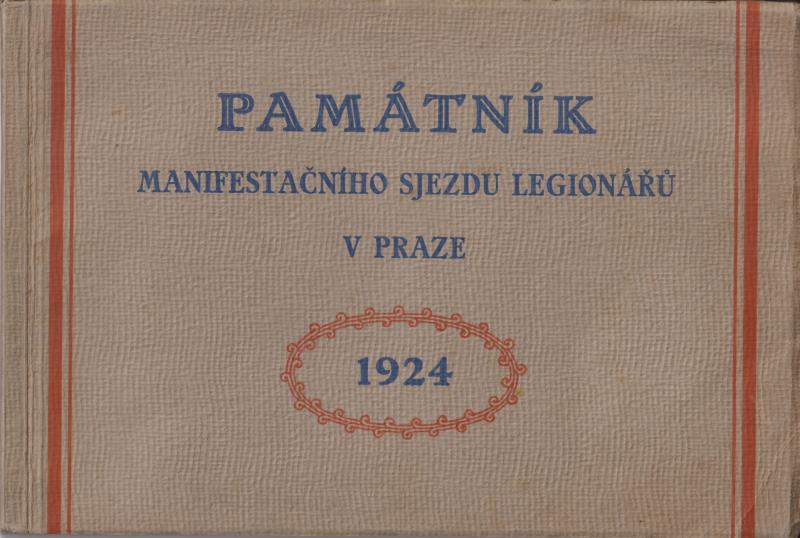 PAMÁTNÍK
MANIFESTAČNÍHO SJEZDU LEGIONÁŘŮ
V PRAZE
1924